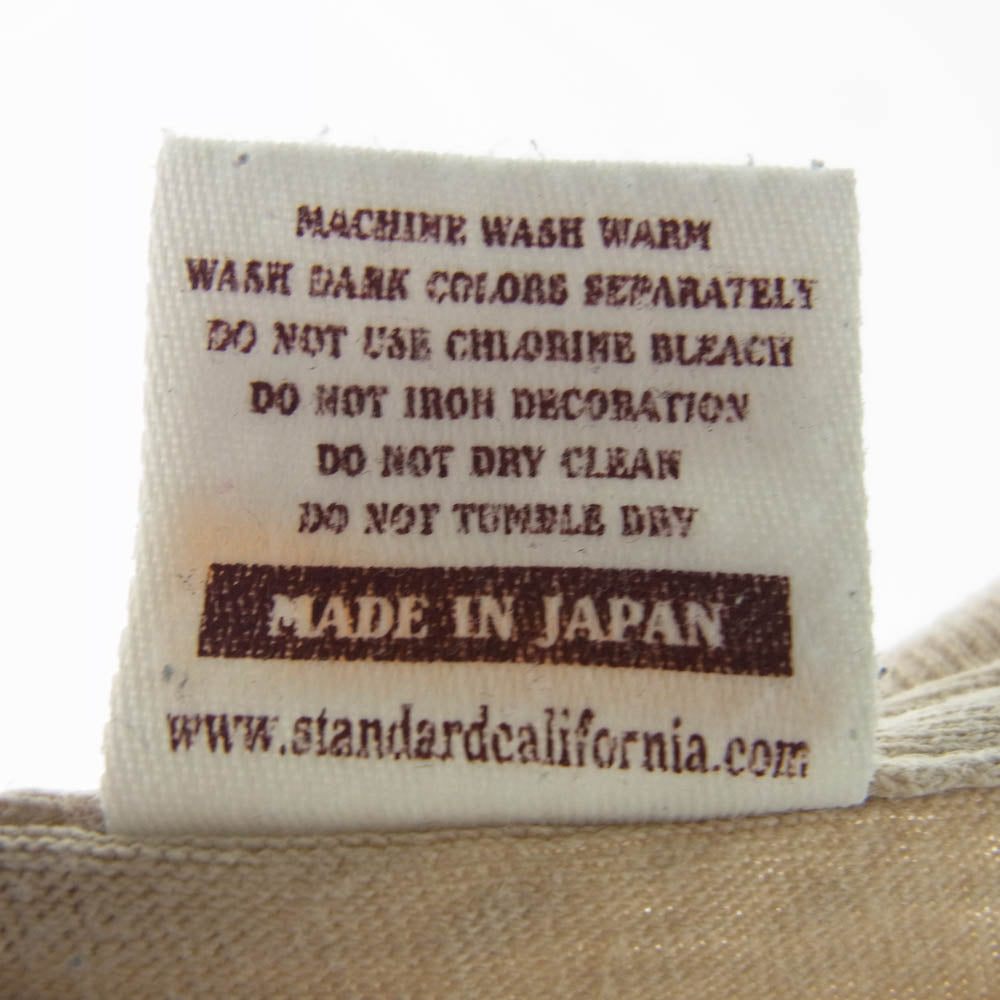 MACHINE WASH WARM
WASH DARK COLORS SEPARATELY
DO NOT USE CHLORINE BLEACH
DO NOT IRON DECORATION
DO NOT DRY CLEAN
DO NOT TUMBLE DRY
MADE IN JAPAN
www.standardcalifornia.com